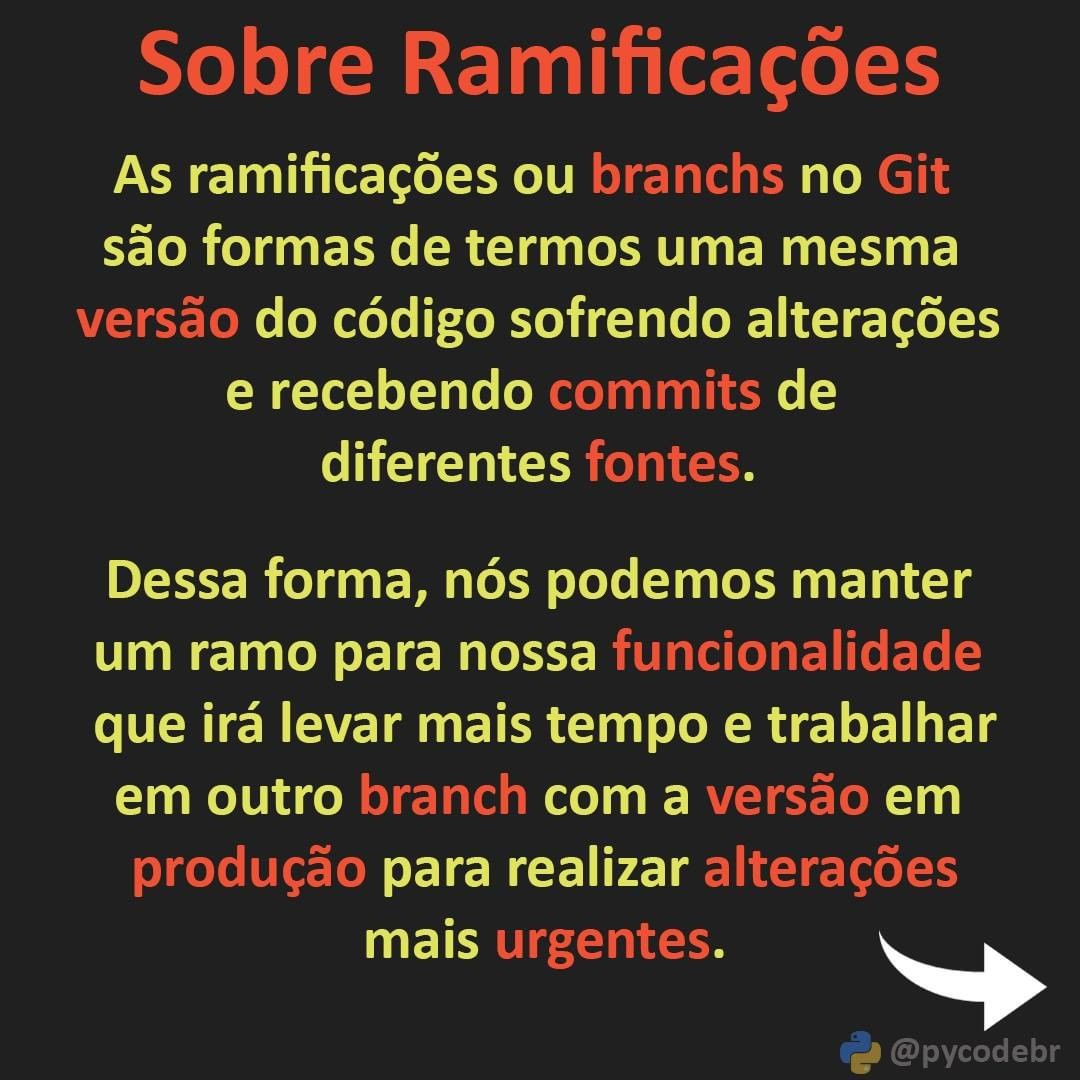 Sobre Ramificações
As ramificações ou branchs no Git
são formas de termos uma mesma
versão do código sofrendo alterações
e recebendo commits de
diferentes fontes.
Dessa forma, nós podemos manter
um ramo para nossa funcionalidade
que irá levar mais tempo e trabalhar
em outro branch com a versão em
produção para realizar alterações
mais urgentes.
@pycodebr